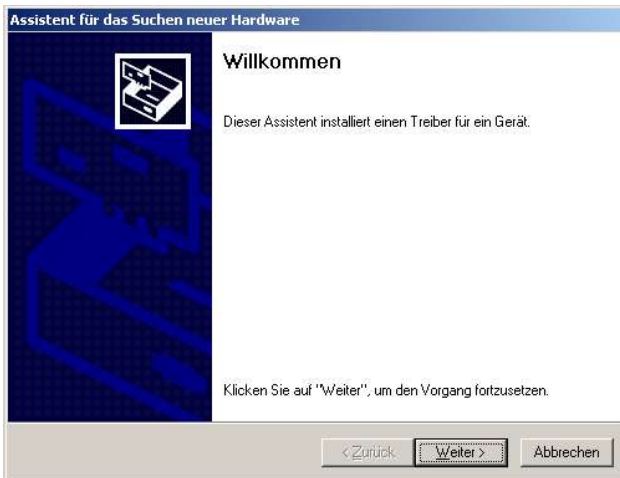 Assistent für das Suchen neuer Hardware
Willkommen
Dieser Assistent installiert einen Treiber für ein Gerät.
Klicken Sie auf "Weiter", um den Vorgang fortzusetzen.
< Zurück
Weiter >
Abbrechen